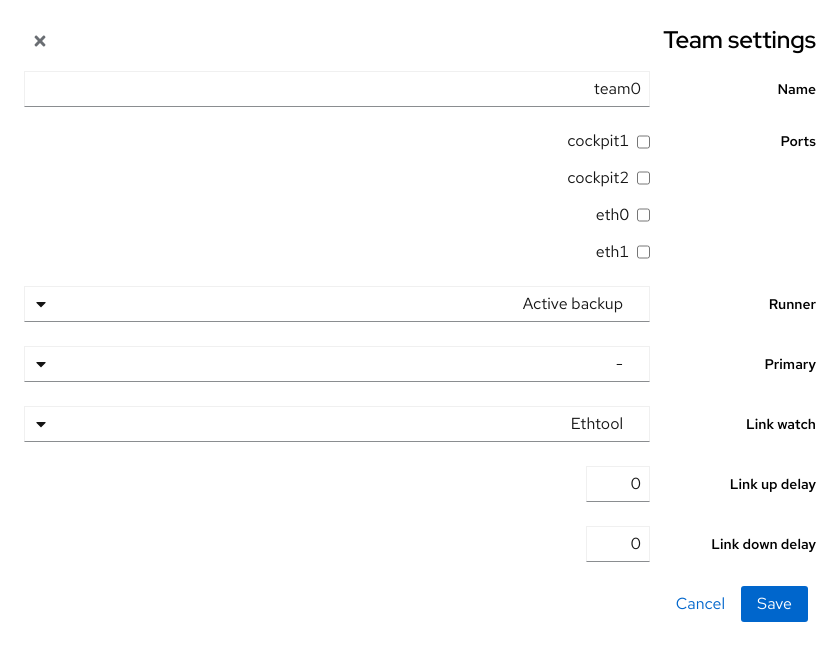 Team settings
Name
team0
Ports
cockpit1
cockpit2
eth0
eth1
Runner
Active backup
Primary
-
Link watch
Ethtool
Link up delay
0
Link down delay
0
Save
Cancel